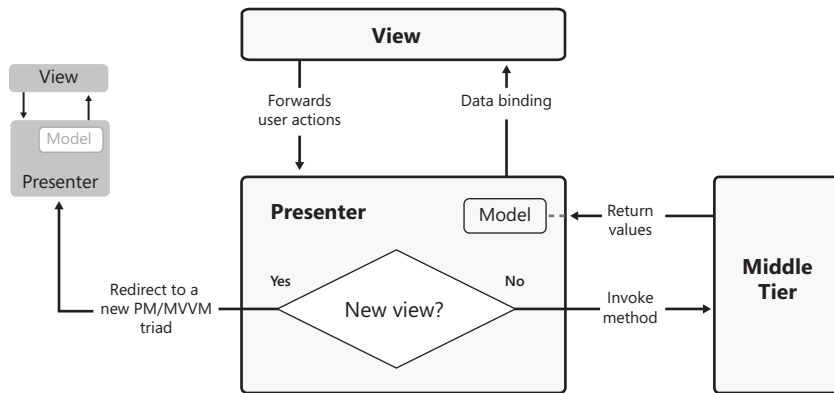 View
View
Forwards
user actions
Data binding
Model
Presenter
Presenter
Model
Return
values
Middle
Tier
Yes
No
Redirect to a
new PM/MVVM
triad
New view?
Invoke
method